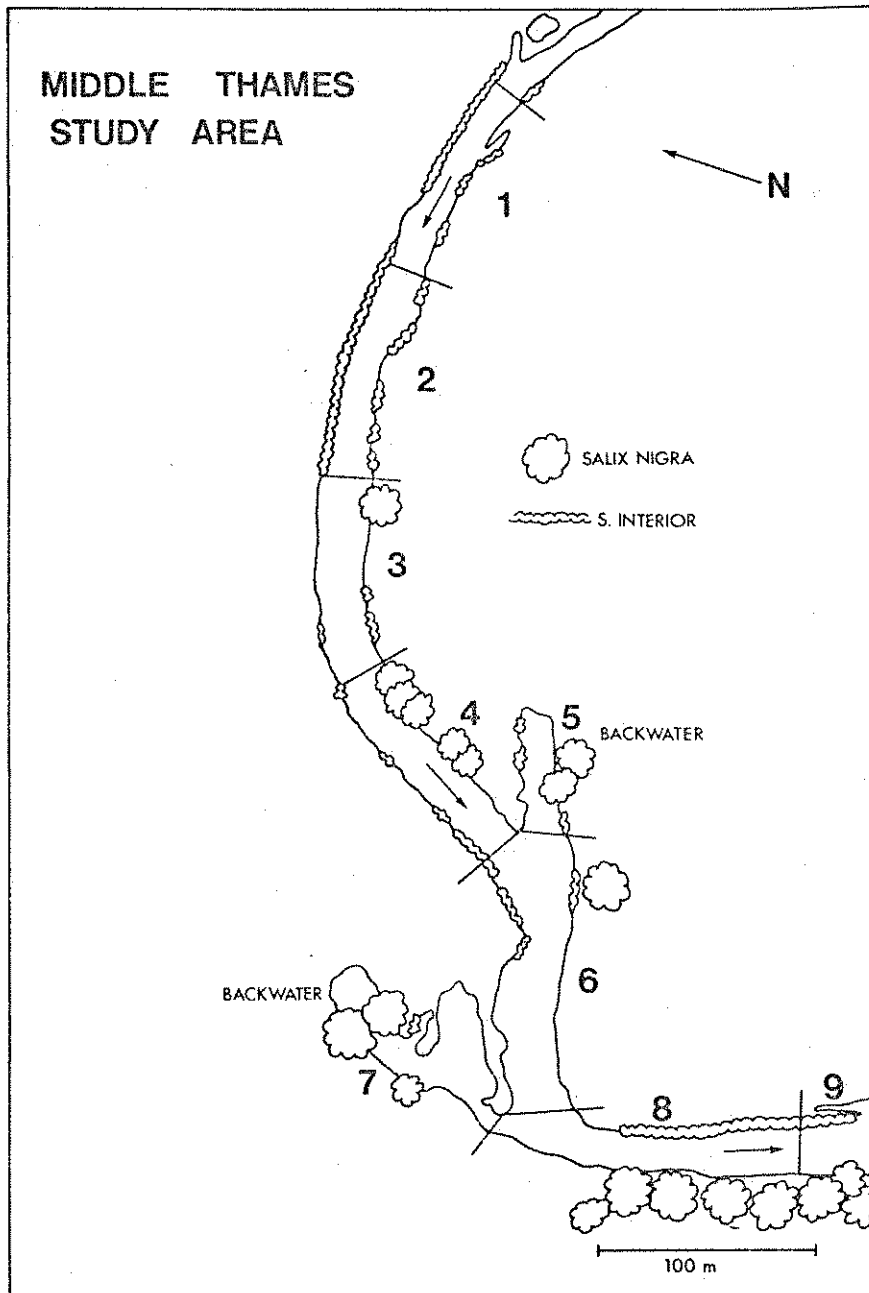 MIDDLE THAMES
STUDY AREA
N
1
2
SALIX NIGRA
S. INTERIOR
3
4
5
BACKWATER
6
BACKWATER
7
8
9
100 m